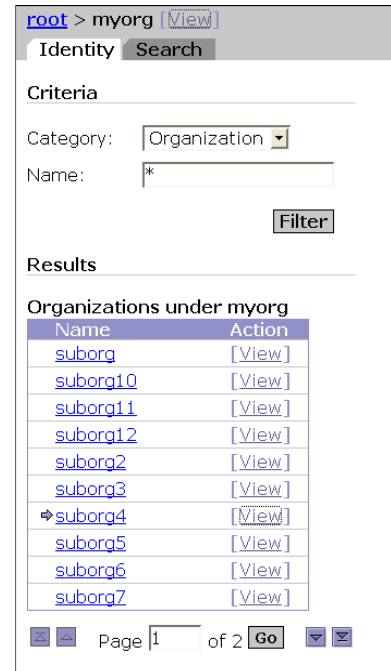 root > myorg [View]
Identity Search
Criteria
Category: Organization
Name: *
Filter
Results
Organizations under myorg
Name Action
suborg [View]
suborg10 [View]
suborg11 [View]
suborg12 [View]
suborg2 [View]
suborg3 [View]
suborg4 [View]
suborg5 [View]
suborg6 [View]
suborg7 [View]
Page 1 of 2 Go